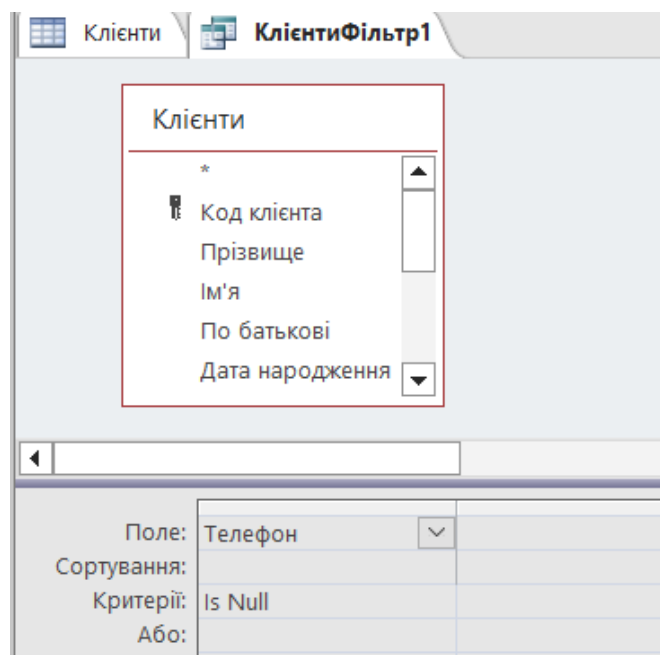 Клієнти КлієнтиФільтр1
Клієнти
*
Код клієнта
Прізвище
Ім'я
По батькові
Дата народження
Поле: Телефон
Сортування:
Критерії: Is Null
Або: